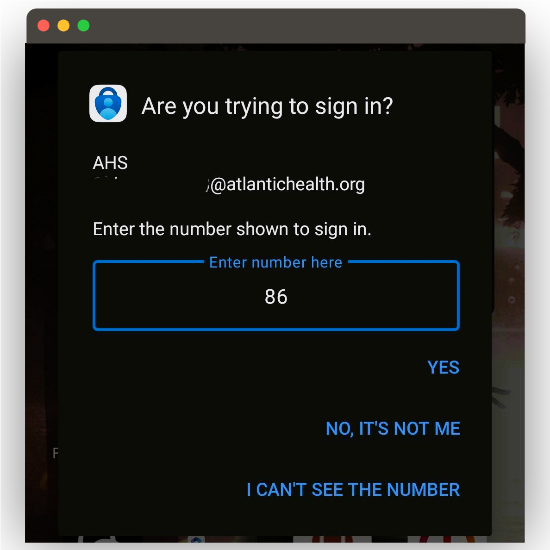 Are you trying to sign in?
AHS
@atlantichealth.org
Enter the number shown to sign in.
Enter number here
86
YES
NO, IT'S NOT ME
I CAN'T SEE THE NUMBER